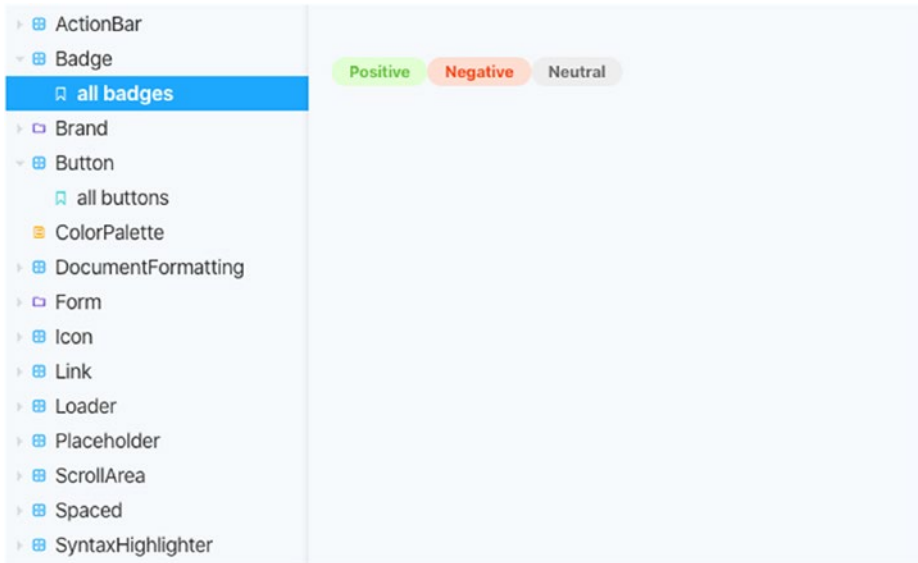 ActionBar
Badge
all badges
Brand
Button
all buttons
ColorPalette
DocumentFormatting
Form
Icon
Link
Loader
Placeholder
ScrollArea
Spaced
SyntaxHighlighter
Positive Negative Neutral